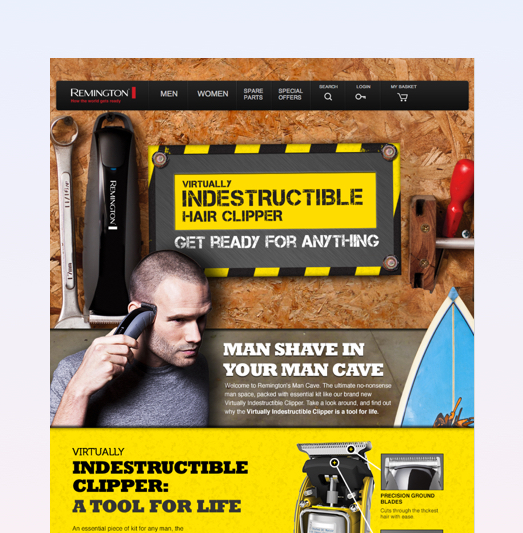 REMINGTON
How the world gets ready
MEN
WOMEN
SPARE
PARTS
SPECIAL
OFFERS
SEARCH
LOGIN
MY BASKET
REMINGTON
VIRTUALLY
INDESTRUCTIBLE
HAIR CLIPPER
GET READY FOR ANYTHING
MAN SHAVE IN
YOUR MAN CAVE
Welcome to Remington's Man Cave. The ultimate no-nonsense
man space, packed with essential kit like our brand new
Virtually Indestructible Clipper. Take a look around, and find out
why the Virtually Indestructible Clipper is a tool for life.
VIRTUALLY
INDESTRUCTIBLE
CLIPPER:
A TOOL FOR LIFE
An essential piece of kit for any man, the
PRECISION GROUND
BLADES
Cuts through the thickest
hair with ease.